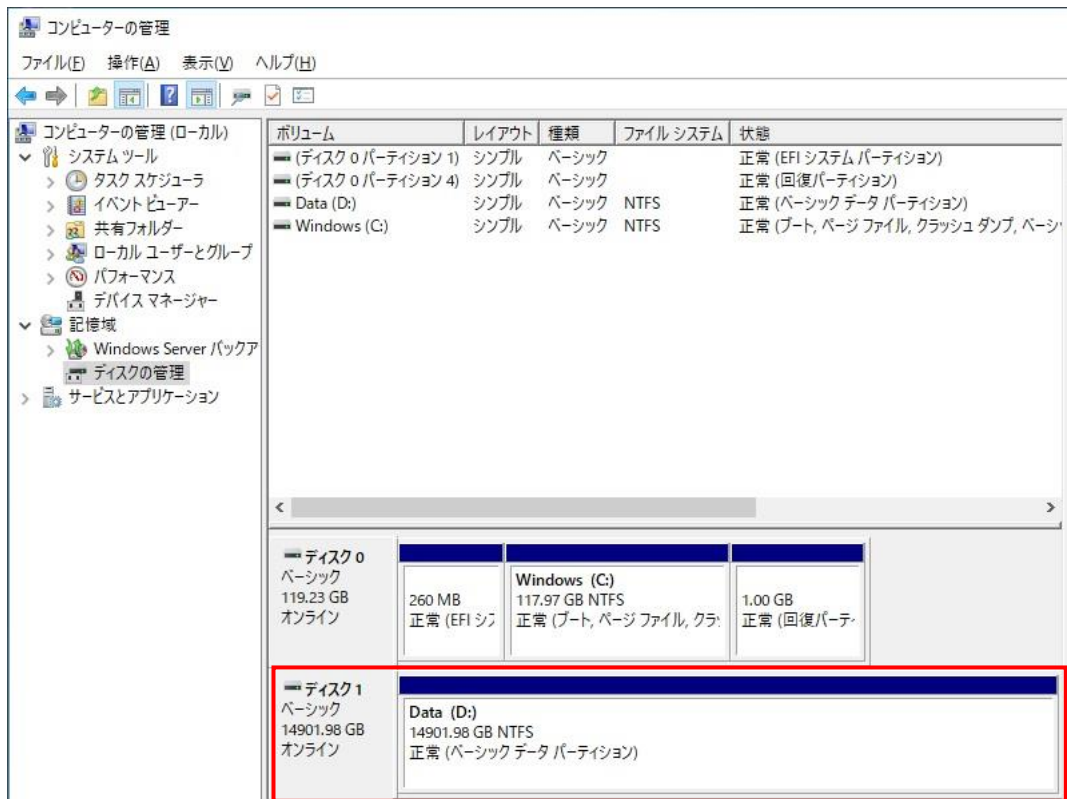 コンピューターの管理
ファイル(F) 操作(A) 表示(V) ヘルプ(H)
コンピューターの管理 (ローカル)
システム ツール
タスク スケジューラ
イベント ビューアー
共有フォルダー
ローカル ユーザーとグループ
パフォーマンス
デバイス マネージャー
記憶域
Windows Server バックア
ディスクの管理
サービスとアプリケーション
ボリューム レイアウト 種類 ファイル システム 状態
(ディスク 0 パーティション 1) シンプル ベーシック 正常 (EFI システム パーティション)
(ディスク 0 パーティション 4) シンプル ベーシック 正常 (回復パーティション)
Data (D:) シンプル ベーシック NTFS 正常 (ベーシック データ パーティション)
Windows (C:) シンプル ベーシック NTFS 正常 (ブート, ページ ファイル, クラッシュ ダンプ, ベーシ
ディスク 0
ベーシック
119.23 GB
オンライン
260 MB
正常 (EFI シス
Windows (C:)
117.97 GB NTFS
正常 (ブート, ページ ファイル, クラ
1.00 GB
正常 (回復パーテ
ディスク 1
ベーシック
14901.98 GB
オンライン
Data (D:)
14901.98 GB NTFS
正常 (ベーシック データ パーティション)